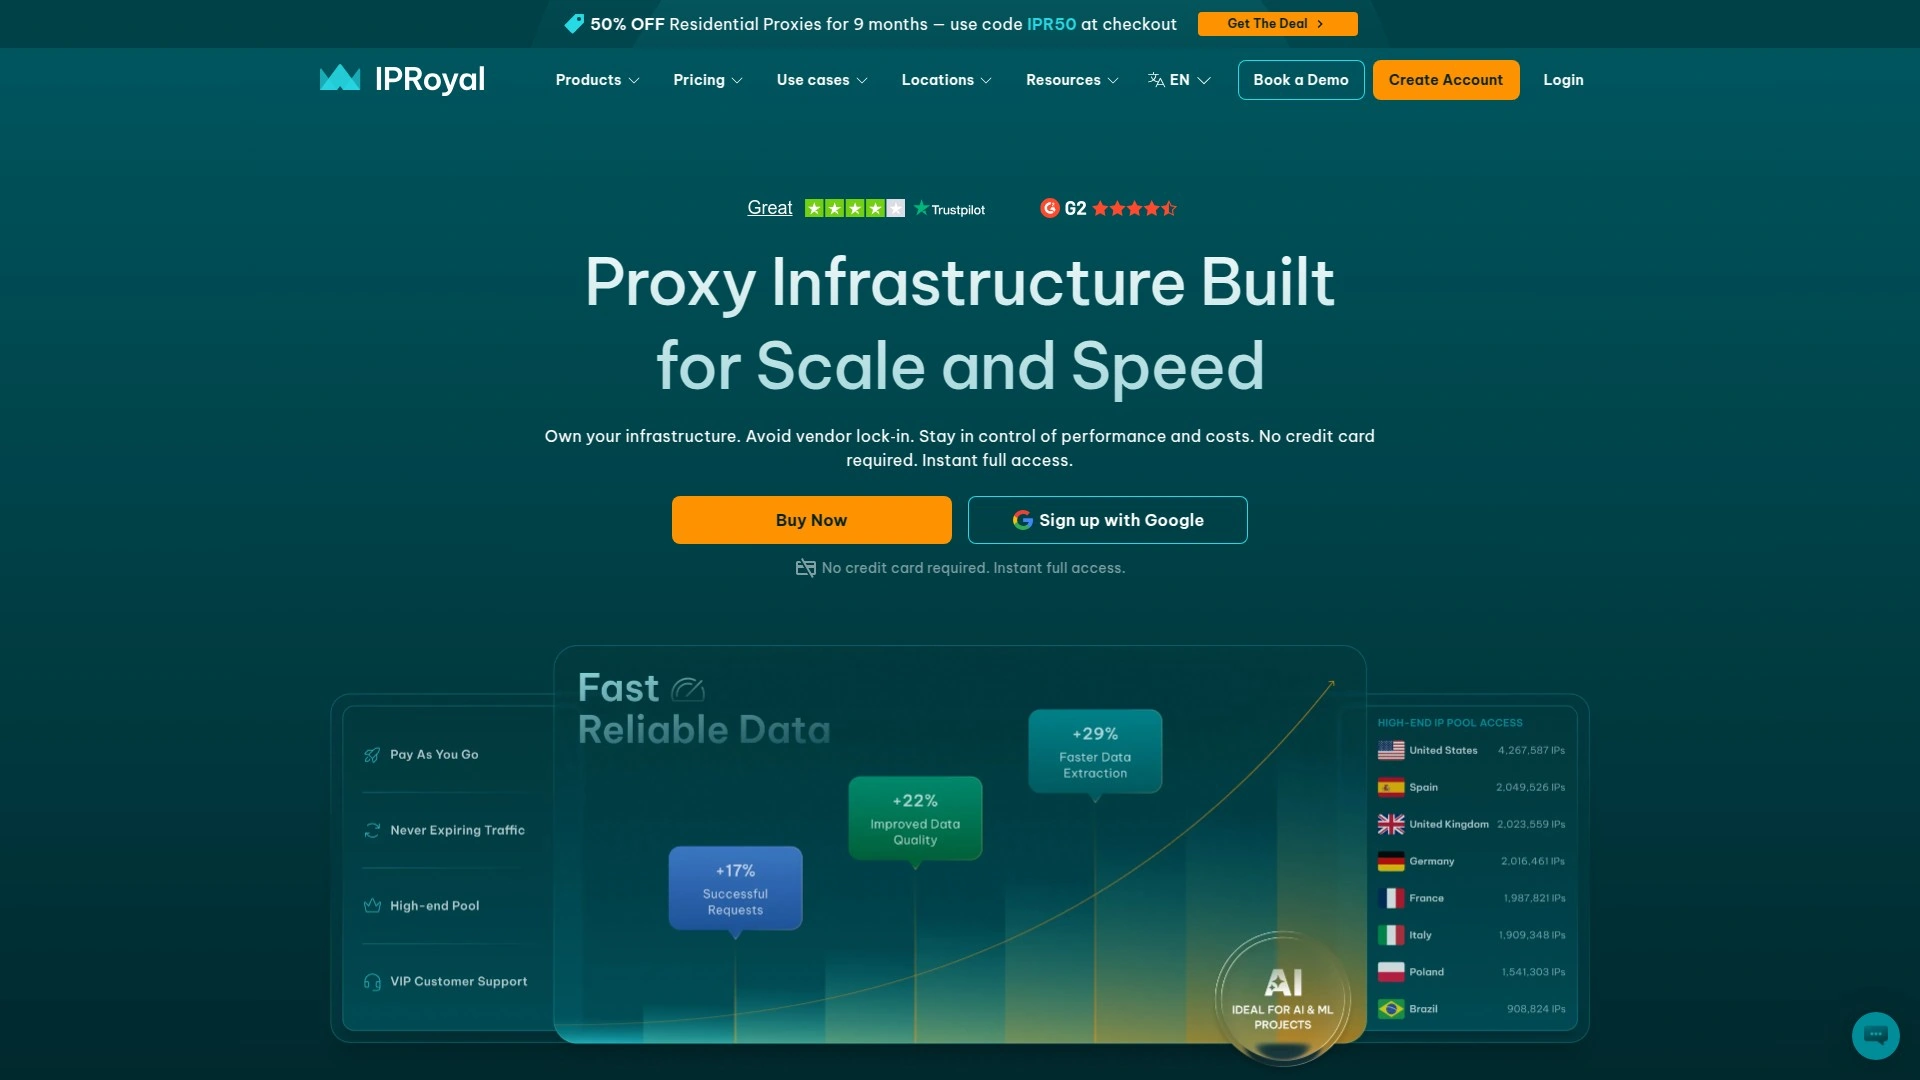 50% OFF Residential Proxies for 9 months – use code IPR50 at checkout
Get The Deal
IPRoyal
Products
Pricing
Use cases
Locations
Resources
EN
Book a Demo
Create Account
Login
Great
Trustpilot
G2
Proxy Infrastructure Built
for Scale and Speed
Own your infrastructure. Avoid vendor lock-in. Stay in control of performance and costs. No credit card
required. Instant full access.
Buy Now
Sign up with Google
No credit card required. Instant full access.
Pay As You Go
Never Expiring Traffic
High-end Pool
VIP Customer Support
Fast
Reliable Data
+17%
Successful
Requests
+22%
Improved Data
Quality
+29%
Faster Data
Extraction
AI
IDEAL FOR AI & ML
PROJECTS
HIGH-END IP POOL ACCESS
United States 4,267,587 IPs
Spain 2,049,526 IPs
United Kingdom 2,023,559 IPs
Germany 2,016,461 IPs
France 1,987,821 IPs
Italy 1,909,348 IPs
Poland 1,541,303 IPs
Brazil 908,824 IPs